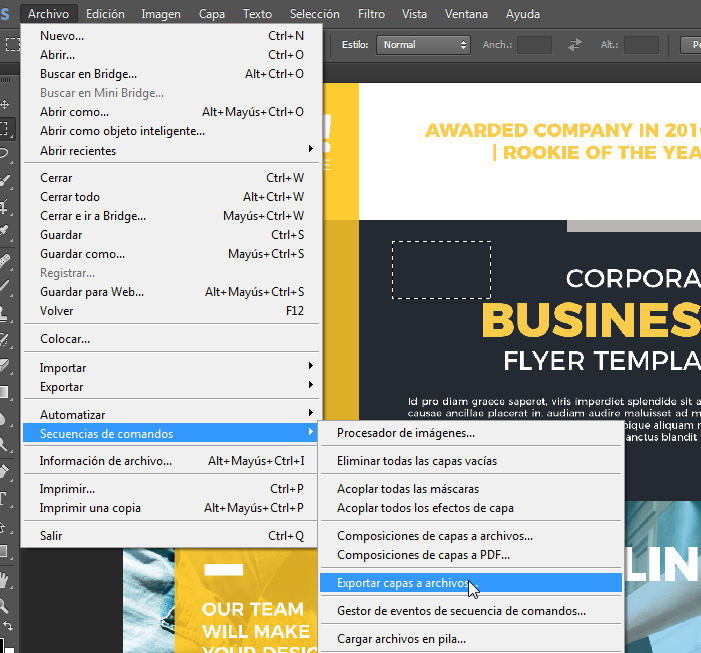 S Archivo Edición Imagen Capa Texto Selección Filtro Vista Ventana Ayuda
Estilo: Normal Anch.: Alt.:
Nuevo... Ctrl+N
Abrir... Ctrl+O
Buscar en Bridge... Alt+Ctrl+O
Buscar en Mini Bridge...
Abrir como... Alt+Mayús+Ctrl+O
Abrir como objeto inteligente...
Abrir recientes
Cerrar Ctrl+W
Cerrar todo Alt+Ctrl+W
Cerrar e ir a Bridge... Mayús+Ctrl+W
Guardar Ctrl+S
Guardar como... Mayús+Ctrl+S
Registrar...
Guardar para Web... Alt+Mayús+Ctrl+S
Volver F12
Colocar...
Importar
Exportar
Automatizar
Secuencias de comandos
Información de archivo... Alt+Mayús+Ctrl+I
Imprimir... Ctrl+P
Imprimir una copia Alt+Mayús+Ctrl+P
Salir Ctrl+Q
Procesador de imágenes...
Eliminar todas las capas vacías
Acoplar todas las máscaras
Acoplar todos los efectos de capa
Composiciones de capas a archivos...
Composiciones de capas a PDF...
Exportar capas a archivos...
Gestor de eventos de secuencia de comandos...
Cargar archivos en pila...
AWARDED COMPANY IN 201
| ROOKIE OF THE YEA
CORPORA
BUSINES
FLYER TEMPLA
Id pro diam graece saperet, viris imperdiet splendide sit a
causae ancillae placerat in, audiam audire maluisset ad m
pique aliquam r
anctus blandit
LIN
OUR TEAM
WILL MAKE
YOUR DESIG